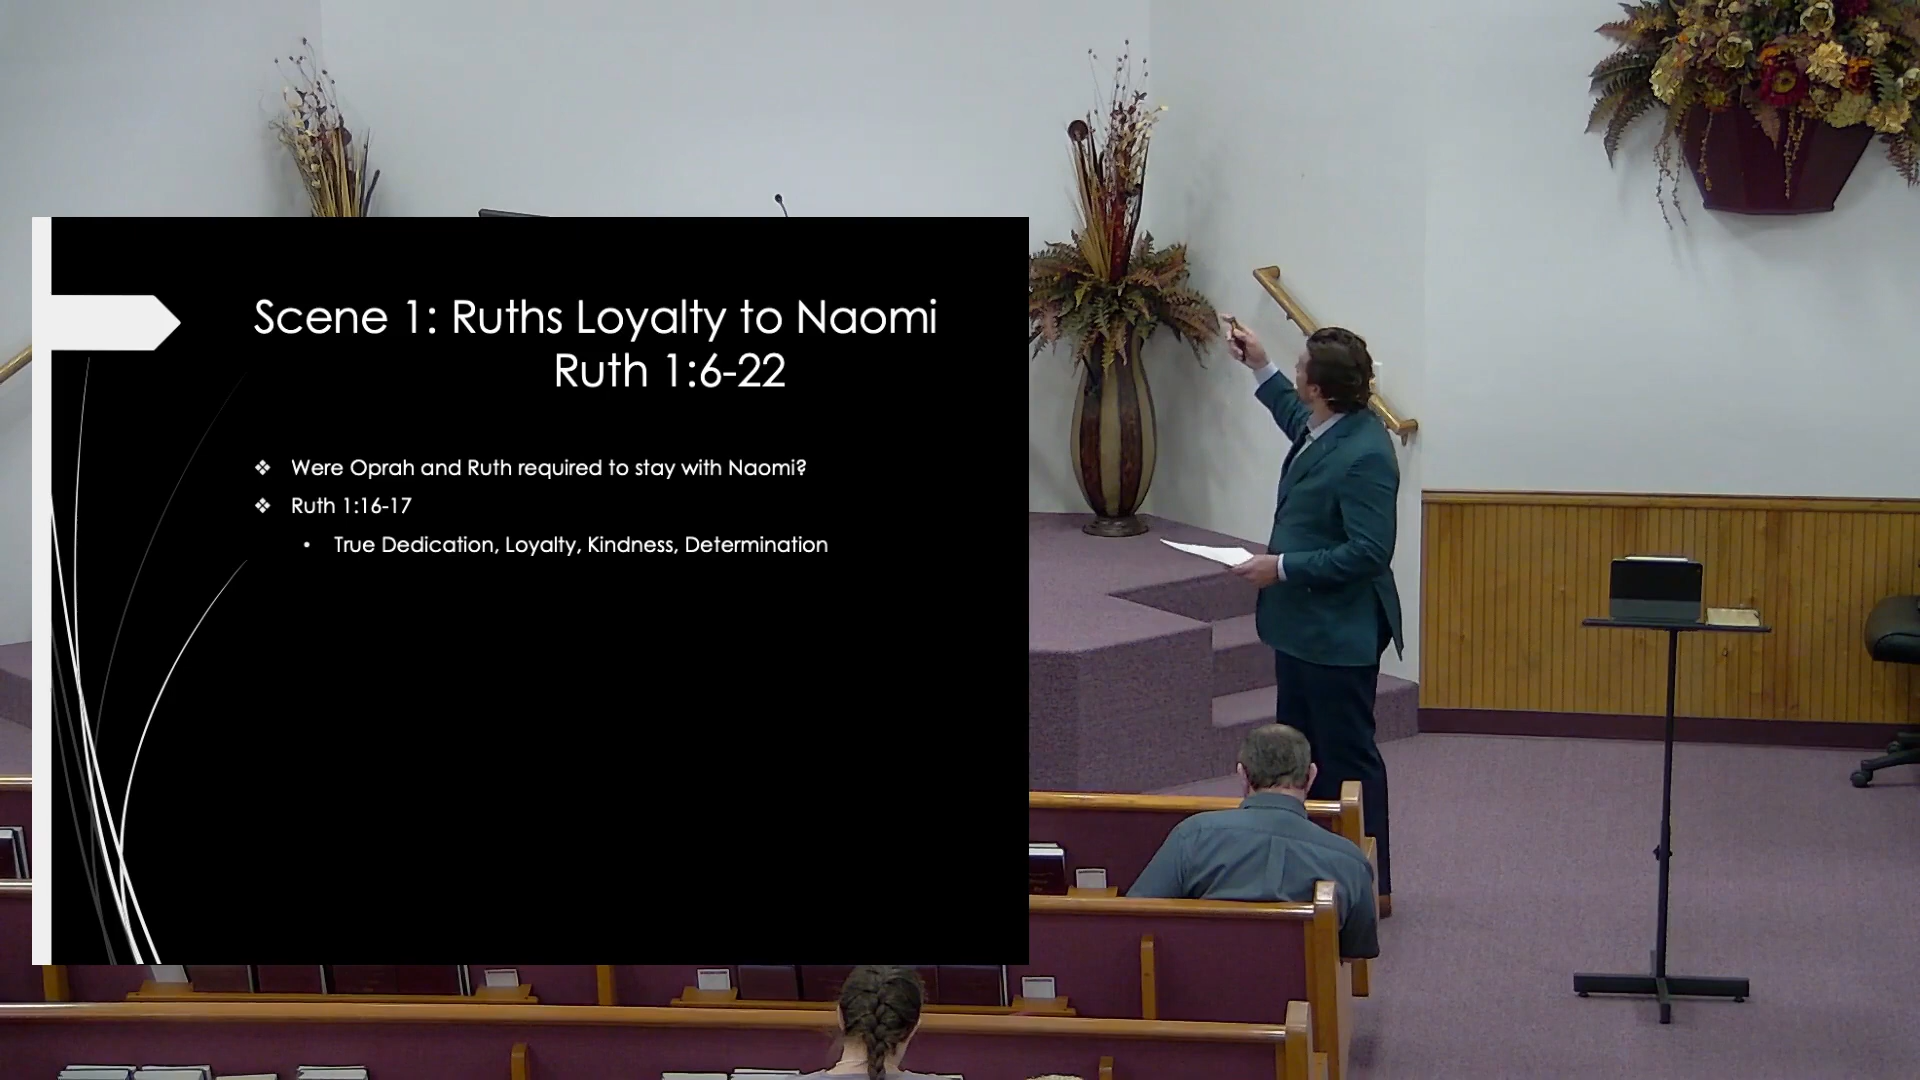 Scene 1: Ruths Loyalty to Naomi
Ruth 1:6-22
❖ Were Oprah and Ruth required to stay with Naomi?
❖ Ruth 1:16-17
• True Dedication, Loyalty, Kindness, Determination